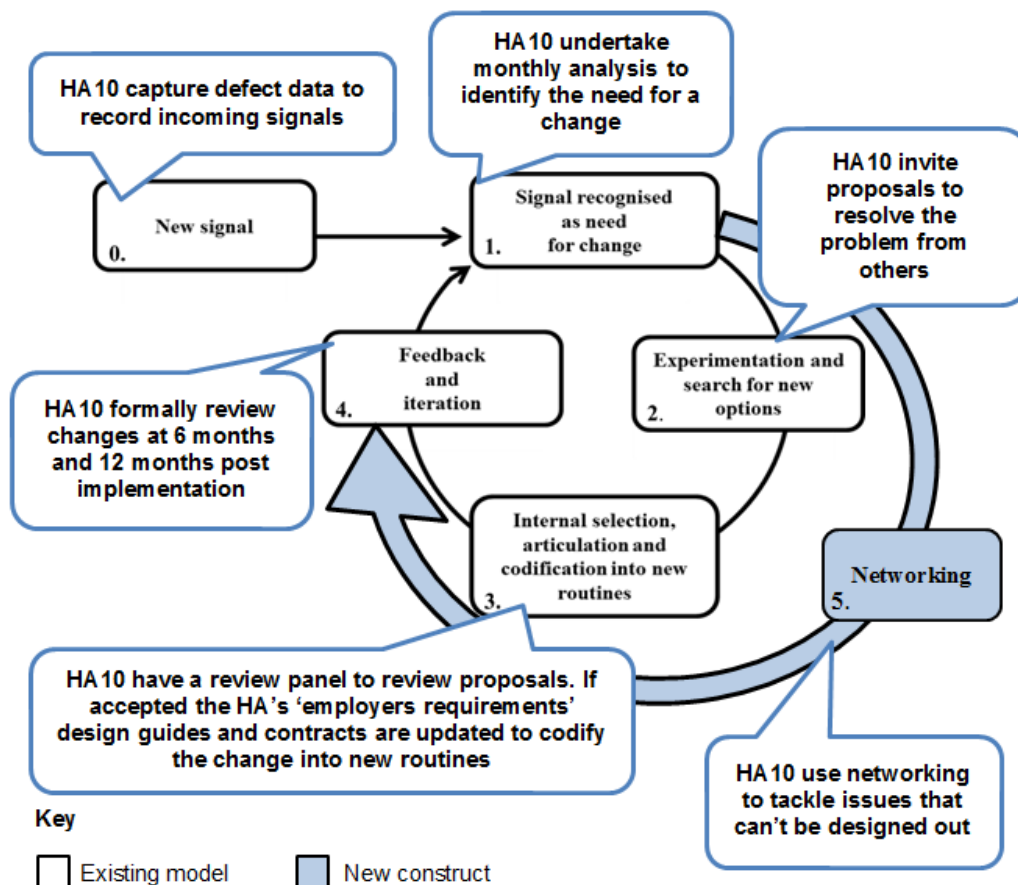 HA10 capture defect data to
record incoming signals
HA10 undertake
monthly analysis to
identify the need for a
change
HA10 invite
proposals to
resolve the
problem from
others
New signal
0.
Signal recognised
as need
for change
1.
Feedback
and
iteration
4.
Experimentation and
search for new
options
2.
HA10 formally review
changes at 6 months
and 12 months post
implementation
Internal selection,
articulation and
codification into new
routines
3.
Networking
5.
HA10 have a review panel to review proposals. If
accepted the HA's ‘employers requirements’
design guides and contracts are updated to codify
the change into new routines
HA10 use networking
to tackle issues that
can't be designed out
Key
Existing model
New construct